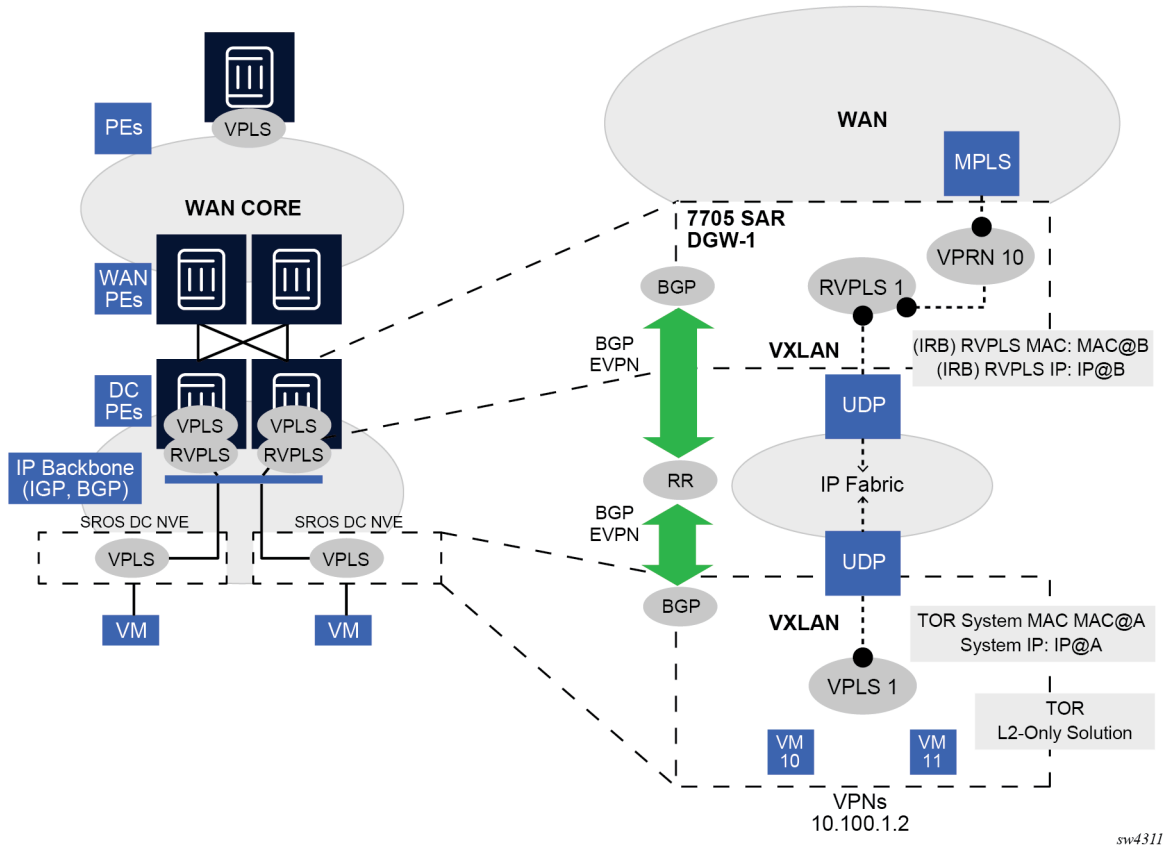 VPLS
PEs
WAN CORE
WAN
PEs
DC
PEs
VPLS
VPLS
RVPLS
RVPLS
IP Backbone
(IGP, BGP)
SROS DC NVE
SROS DC NVE
VPLS
VPLS
VM
VM
WAN
MPLS
7705 SAR
DGW-1
VPRN 10
BGP
RVPLS 1
BGP
EVPN
VXLAN
(IRB) RVPLS MAC: MAC@B
(IRB) RVPLS IP: IP@B
UDP
RR
IP Fabric
BGP
EVPN
UDP
BGP
VXLAN
TOR System MAC MAC@A
System IP: IP@A
VPLS 1
TOR
L2-Only Solution
VM
10
VM
11
VPNs
10.100.1.2
sw4311